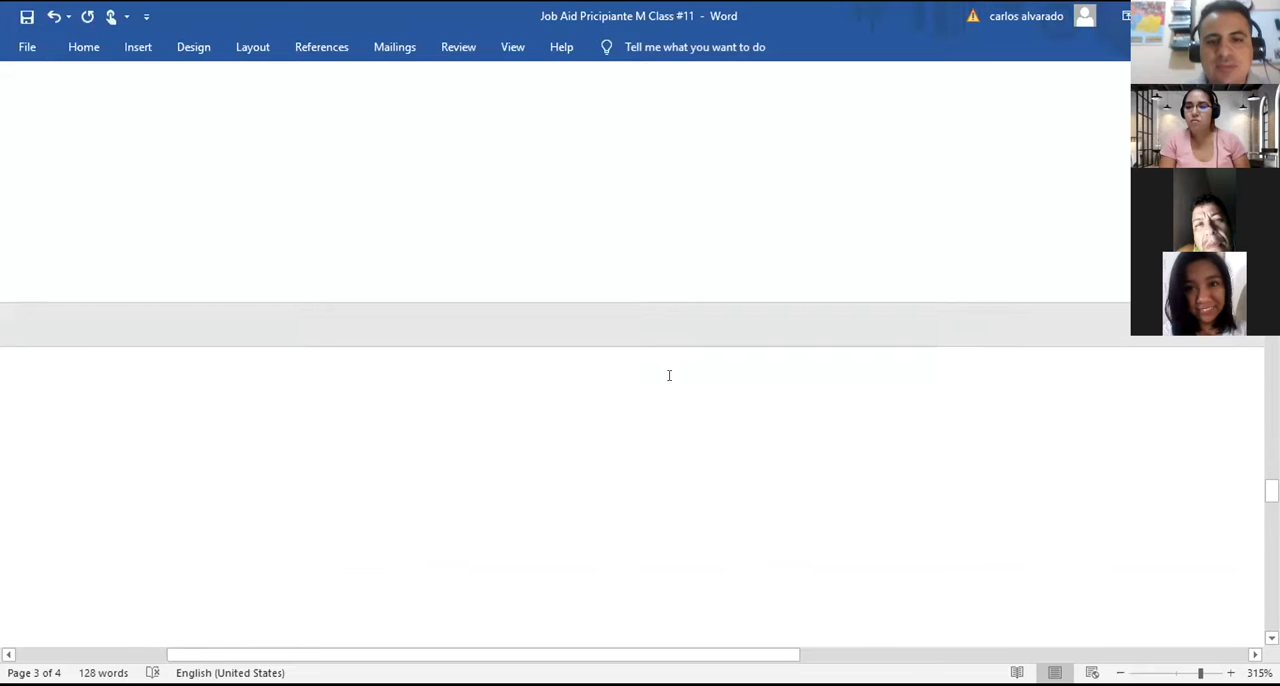 Job Aid Pricipiante M Class #11 - Word
carlos alvarado
File Home Insert Design Layout References Mailings Review View Help Tell me what you want to do
Page 3 of 4 128 words English (United States) 315%